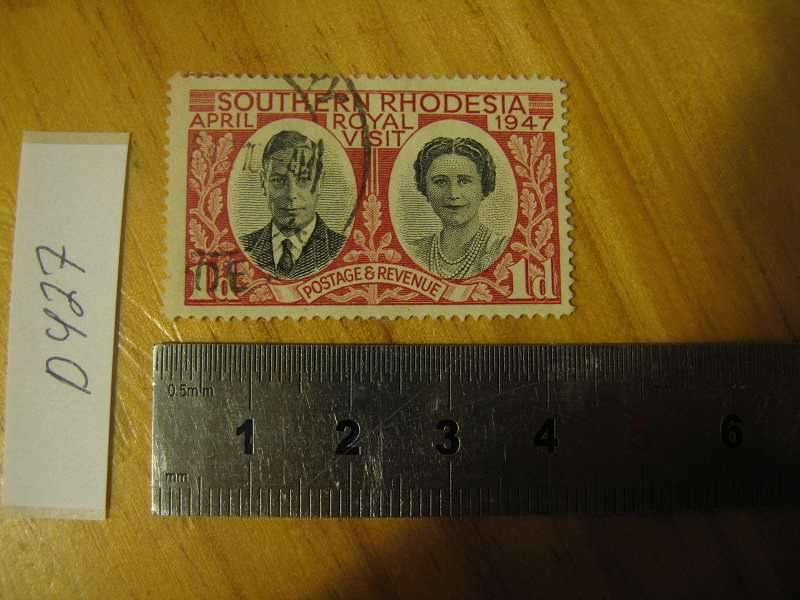 SOUTHERN RHODESIA
APRIL ROYAL VISIT 1947
POSTAGE & REVENUE
1d 1d
D427
0.5mm
1 2 3 4 5 6
mm